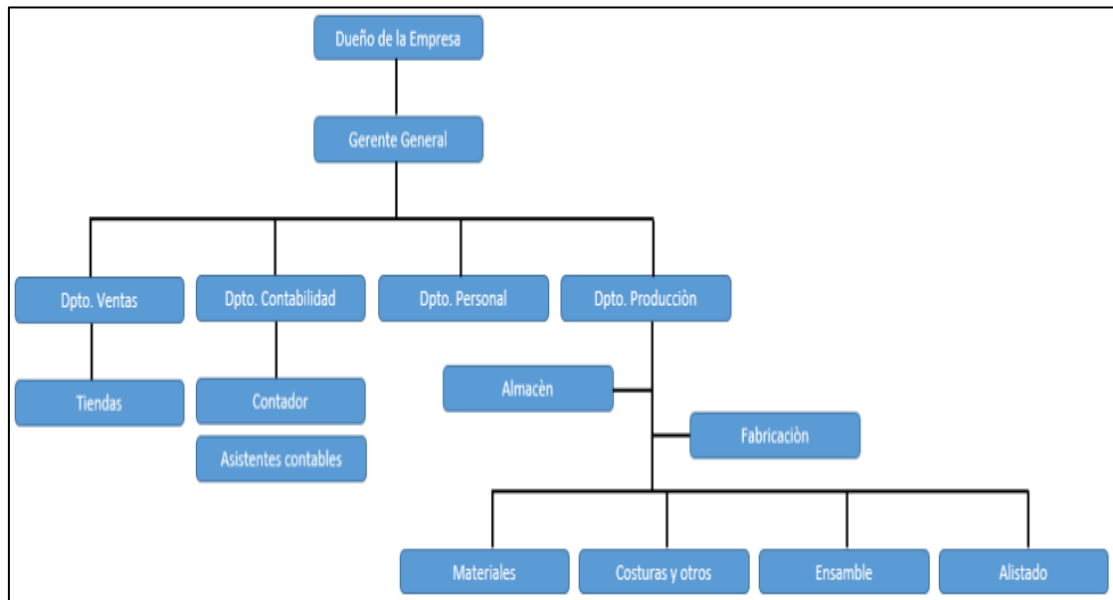 Dueño de la Empresa
Gerente General
Dpto. Ventas
Dpto. Contabilidad
Dpto. Personal
Dpto. Producciòn
Tiendas
Contador
Almacèn
Asistentes contables
Fabricaciòn
Materiales
Costuras y otros
Ensamble
Alistado